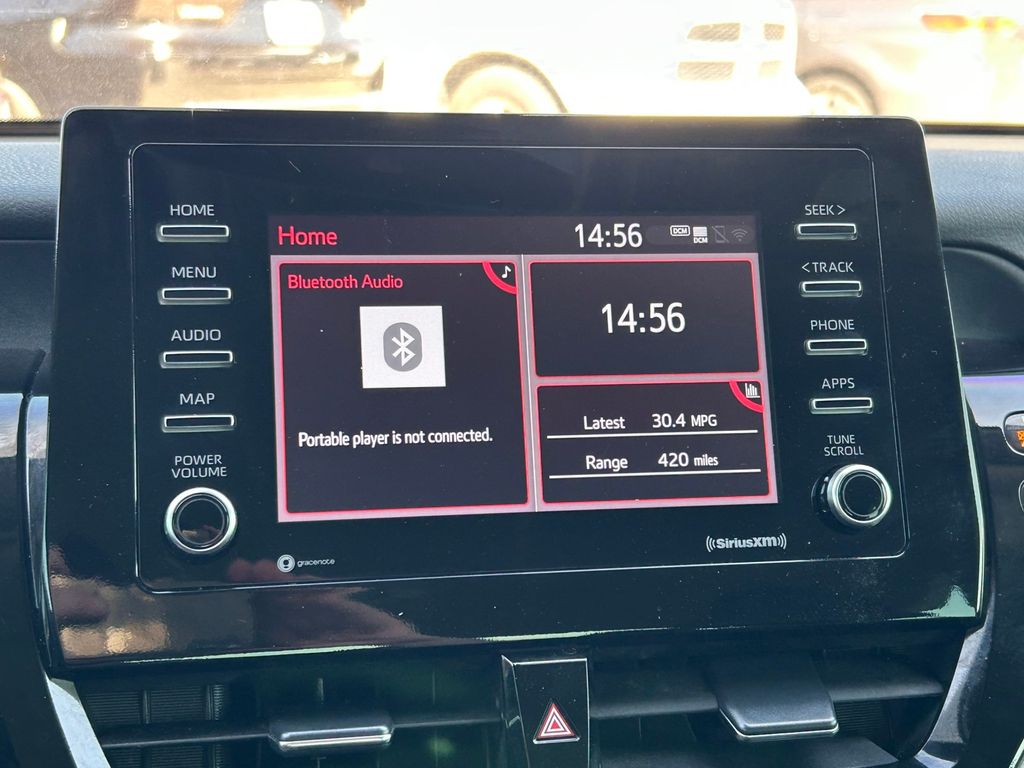 HOME
MENU
AUDIO
MAP
POWER
VOLUME
Home
14:56
DCM
DCM
Bluetooth Audio
Portable player is not connected.
14:56
Latest 30.4 MPG
Range 420 miles
SEEK >
< TRACK
PHONE
APPS
TUNE
SCROLL
gracenote
((SiriusXM))